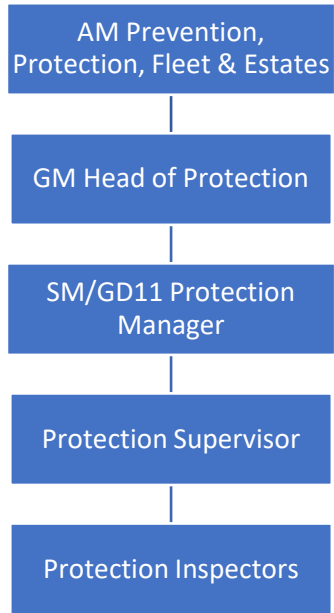 AM Prevention,
Protection, Fleet & Estates
GM Head of Protection
SM/GD11 Protection
Manager
Protection Supervisor
Protection Inspectors